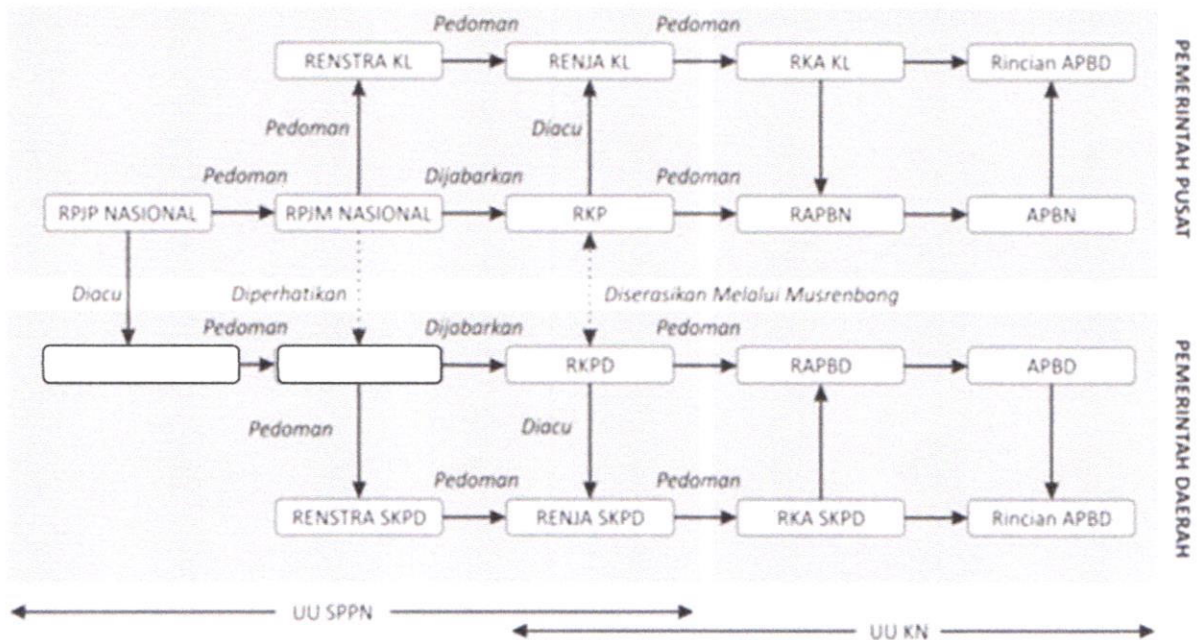 Pedoman Pedoman
RENSTRA KL RENJA KL RKA KL Rincian APBD
Pedoman Diacu
Pedoman Dijabarkan Pedoman
RPJP NASIONAL RPJM NASIONAL RKP RAPBN APBN
PEMERINTAH PUSAT
Diacu Diperhatikan Diserasikan Melalui Musrenbang
Pedoman Dijabarkan Pedoman
RKPD RAPBD APBD
Pedoman Diacu
Pedoman Pedoman
RENSTRA SKPD RENJA SKPD RKA SKPD Rincian APBD
PEMERINTAH DAERAH
UU SPPN
UU KN